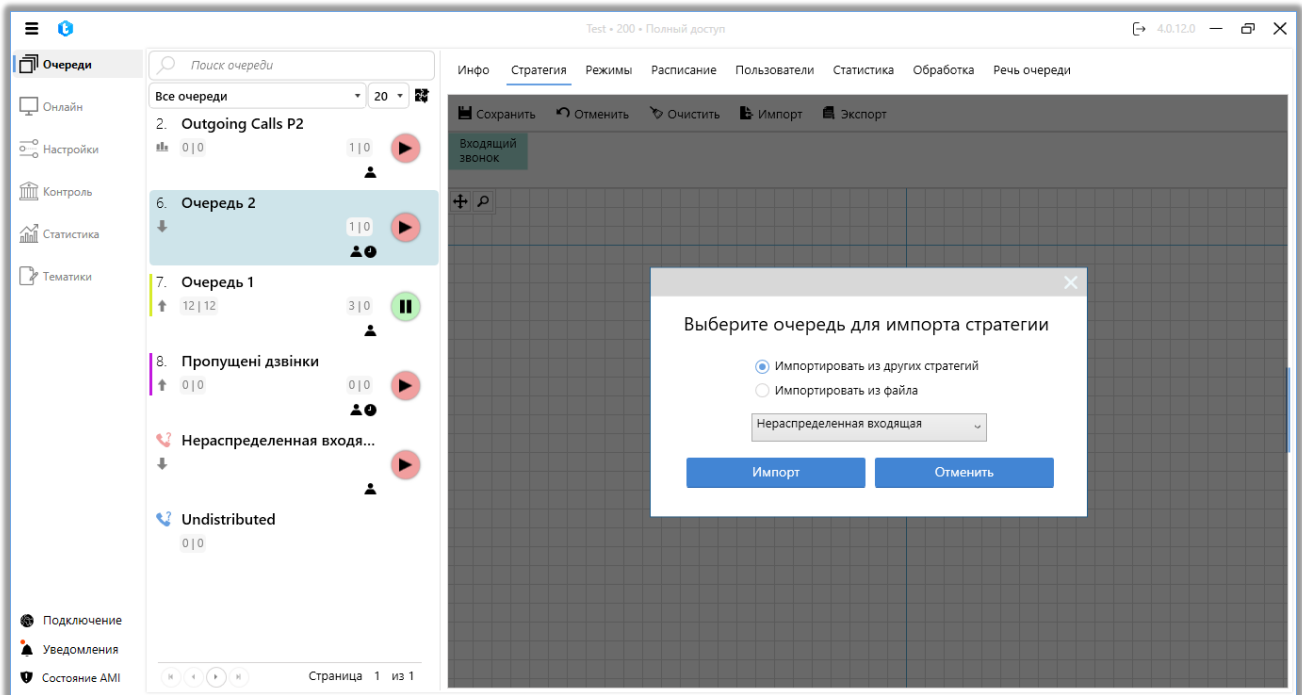 Test • 200 • Полный доступ
4.0.12.0
Очереди
Онлайн
Настройки
Контроль
Статистика
Тематики
Подключение
Уведомления
Состояние AMI
Поиск очереди
Все очереди
20
2. Outgoing Calls P2
0|0
1|0
6. Очередь 2
1|0
7. Очередь 1
12|12
3|0
8. Пропущені дзвінки
0|0
0|0
Нераспределенная входя...
Undistributed
0|0
Страница 1 из 1
Инфо Стратегия Режимы Расписание Пользователи Статистика Обработка Речь очереди
Сохранить Отменить Очистить Импорт Экспорт
Входящий
звонок
Выберите очередь для импорта стратегии
Импортировать из других стратегий
Импортировать из файла
Нераспределенная входящая
Импорт Отменить